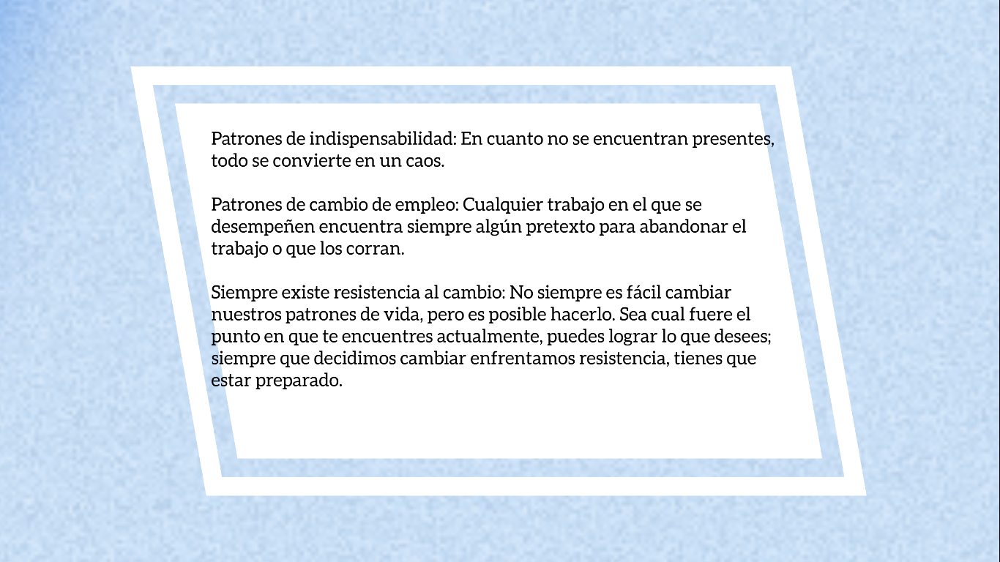 Patrones de indispensabilidad: En cuanto no se encuentran presentes,
todo se convierte en un caos.
Patrones de cambio de empleo: Cualquier trabajo en el que se
desempeñen encuentra siempre algún pretexto para abandonar el
trabajo o que los corran.
Siempre existe resistencia al cambio: No siempre es fácil cambiar
nuestros patrones de vida, pero es posible hacerlo. Sea cual fuere el
punto en que te encuentres actualmente, puedes lograr lo que desees;
siempre que decidimos cambiar enfrentamos resistencia, tienes que
estar preparado.